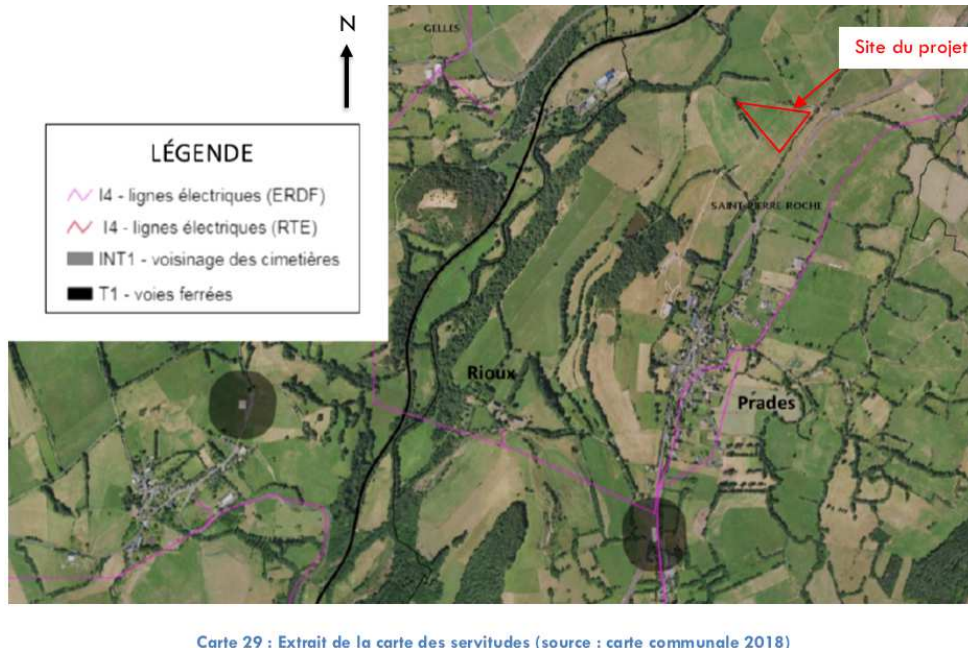 GELLES
N
Site du projet
LÉGENDE
I4 - lignes électriques (ERDF)
I4 - lignes électriques (RTE)
INT1 - voisinage des cimetières
T1 - voies ferrées
SAINT-PIERRE-ROCHE
Rioux
Prades
Carte 29 : Extrait de la carte des servitudes (source : carte communale 2018)